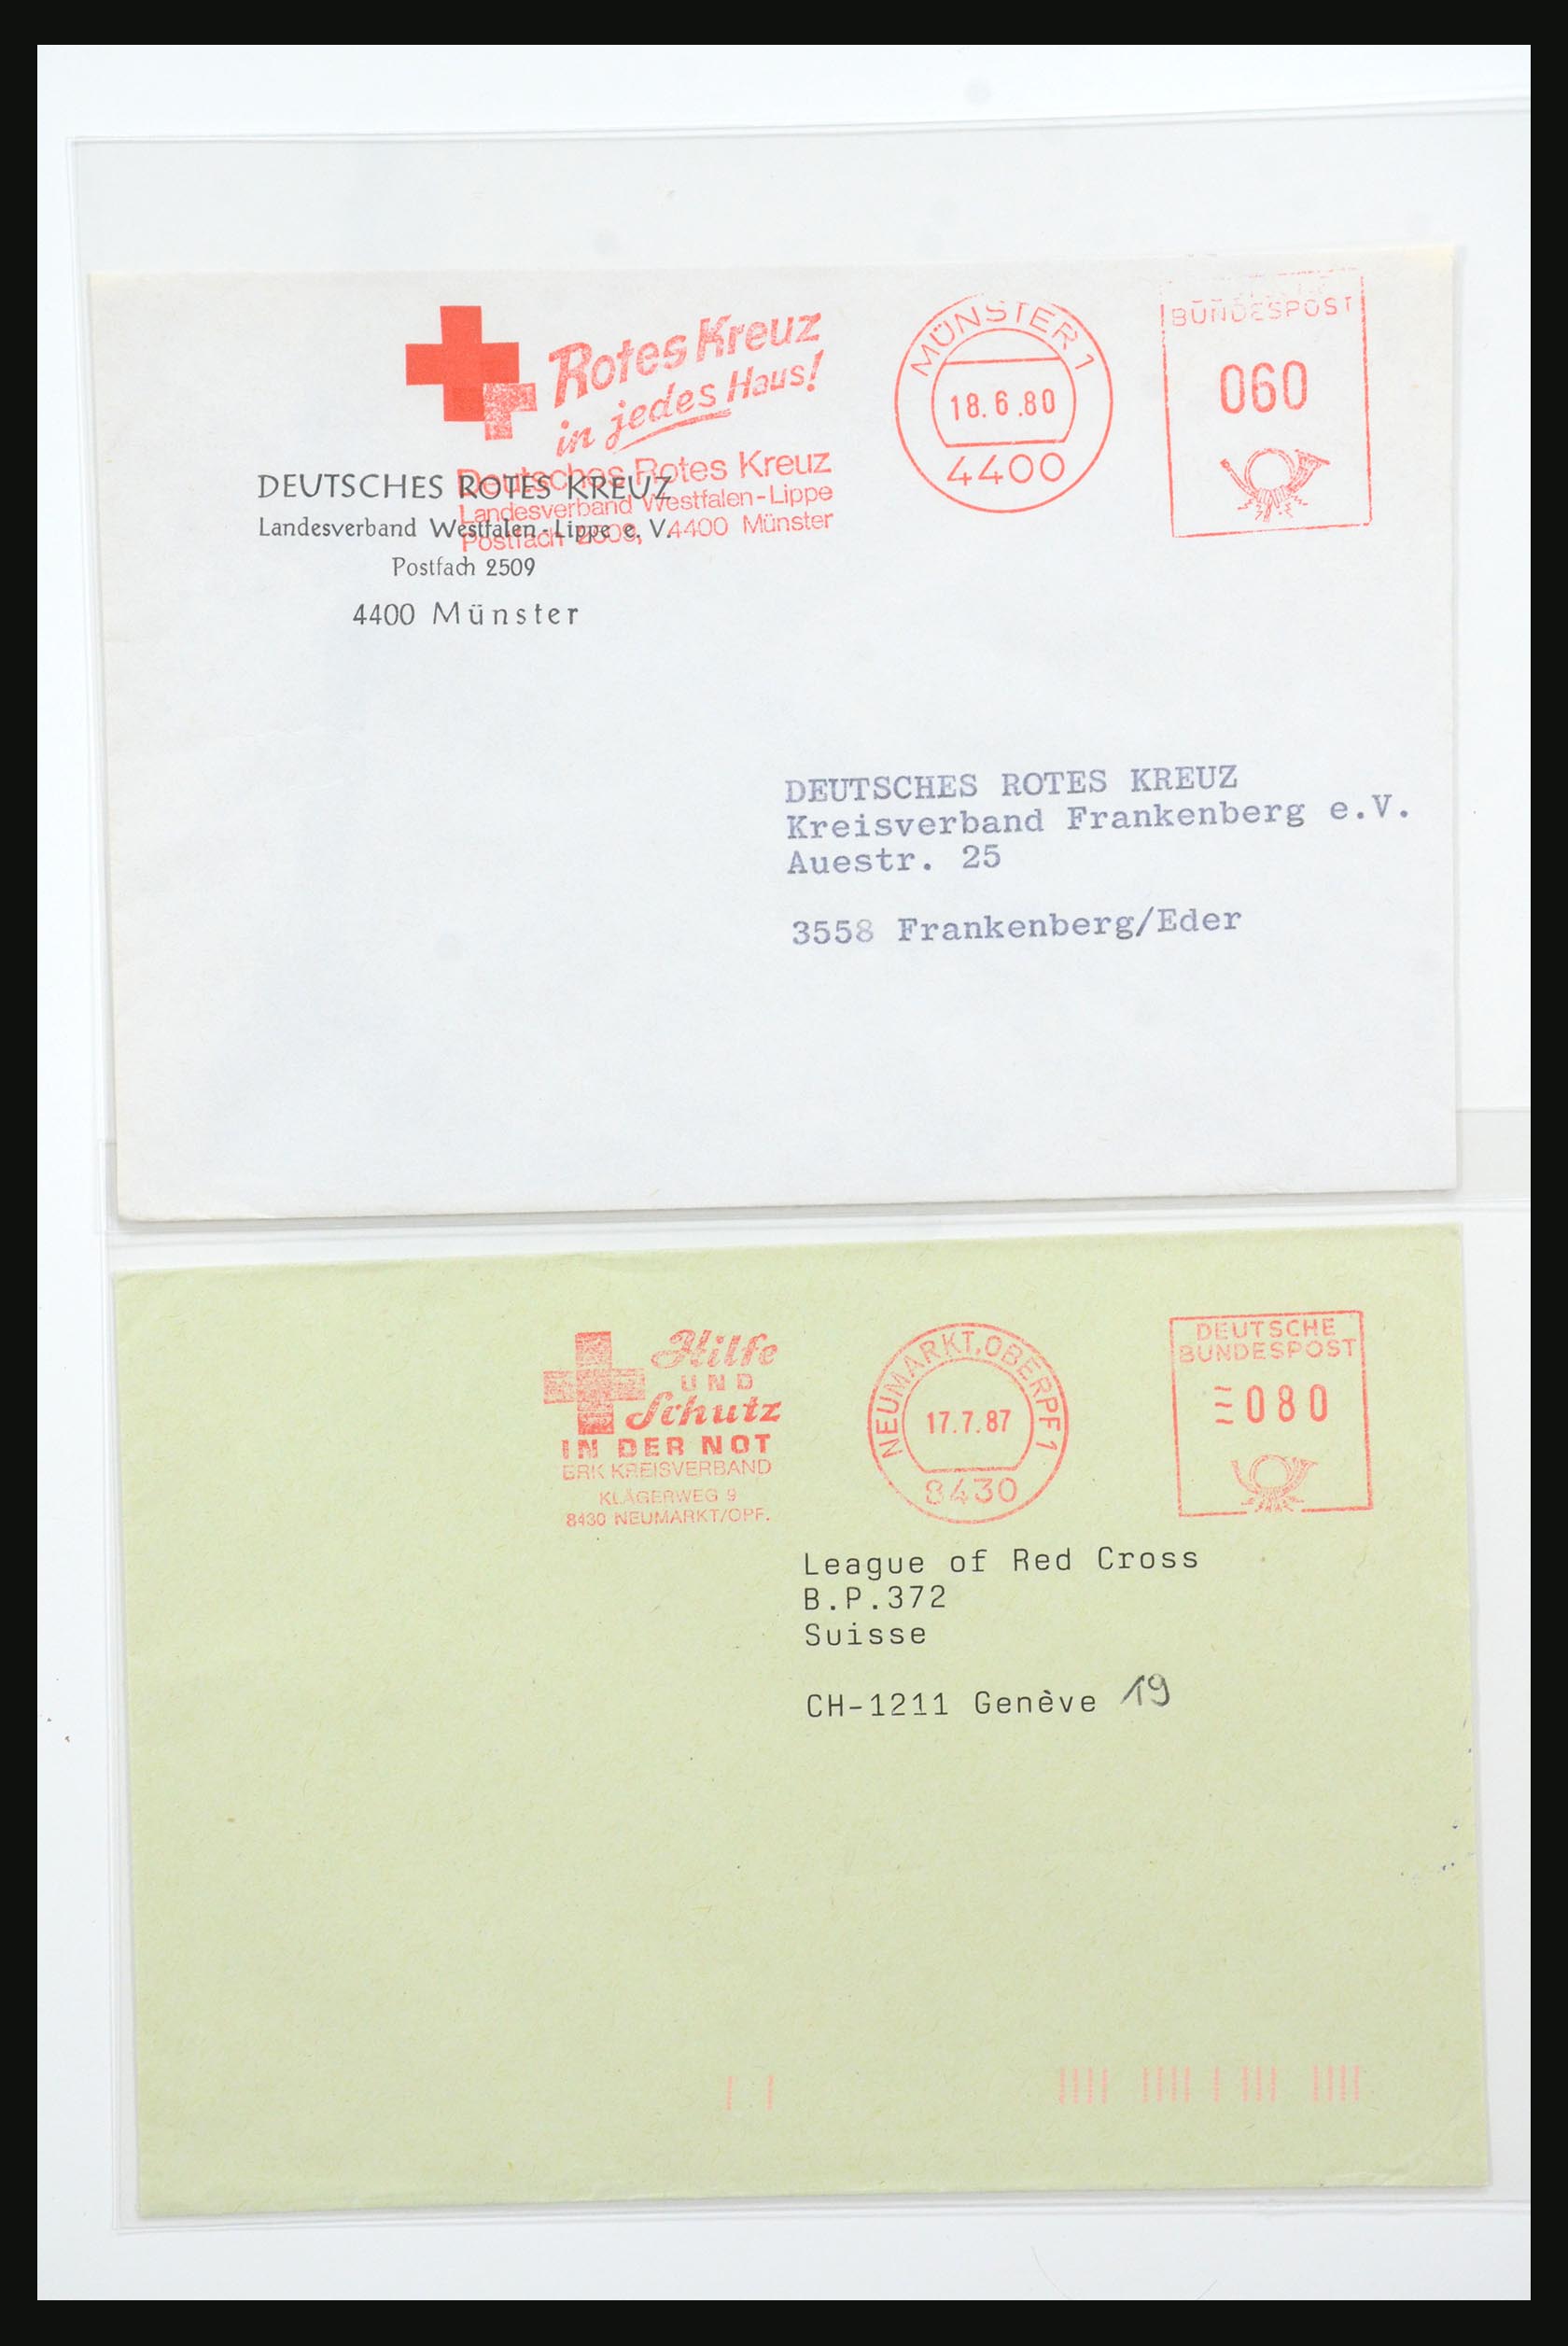 Rotes Kreuz
in jedes Haus!
Deutsches Rotes Kreuz
Landesverband Westfalen-Lippe
Postfach 2509, 4400 Münster
MÜNSTER 1
18.6.80
4400
BUNDESPOST
060
DEUTSCHES ROTES KREUZ
Landesverband Westfalen-Lippe e. V.
Postfach 2509
4400 Münster
DEUTSCHES ROTES KREUZ
Kreisverband Frankenberg e.V.
Auestr. 25
3558 Frankenberg/Eder
Hilfe
UND
Schutz
IN DER NOT
BRK KREISVERBAND
KLÄGERWEG 9
8430 NEUMARKT/OPF.
NEUMARKT, OBERPF 1
17.7.87
8430
DEUTSCHE
BUNDESPOST
080
League of Red Cross
B.P.372
Suisse
CH-1211 Genève 19